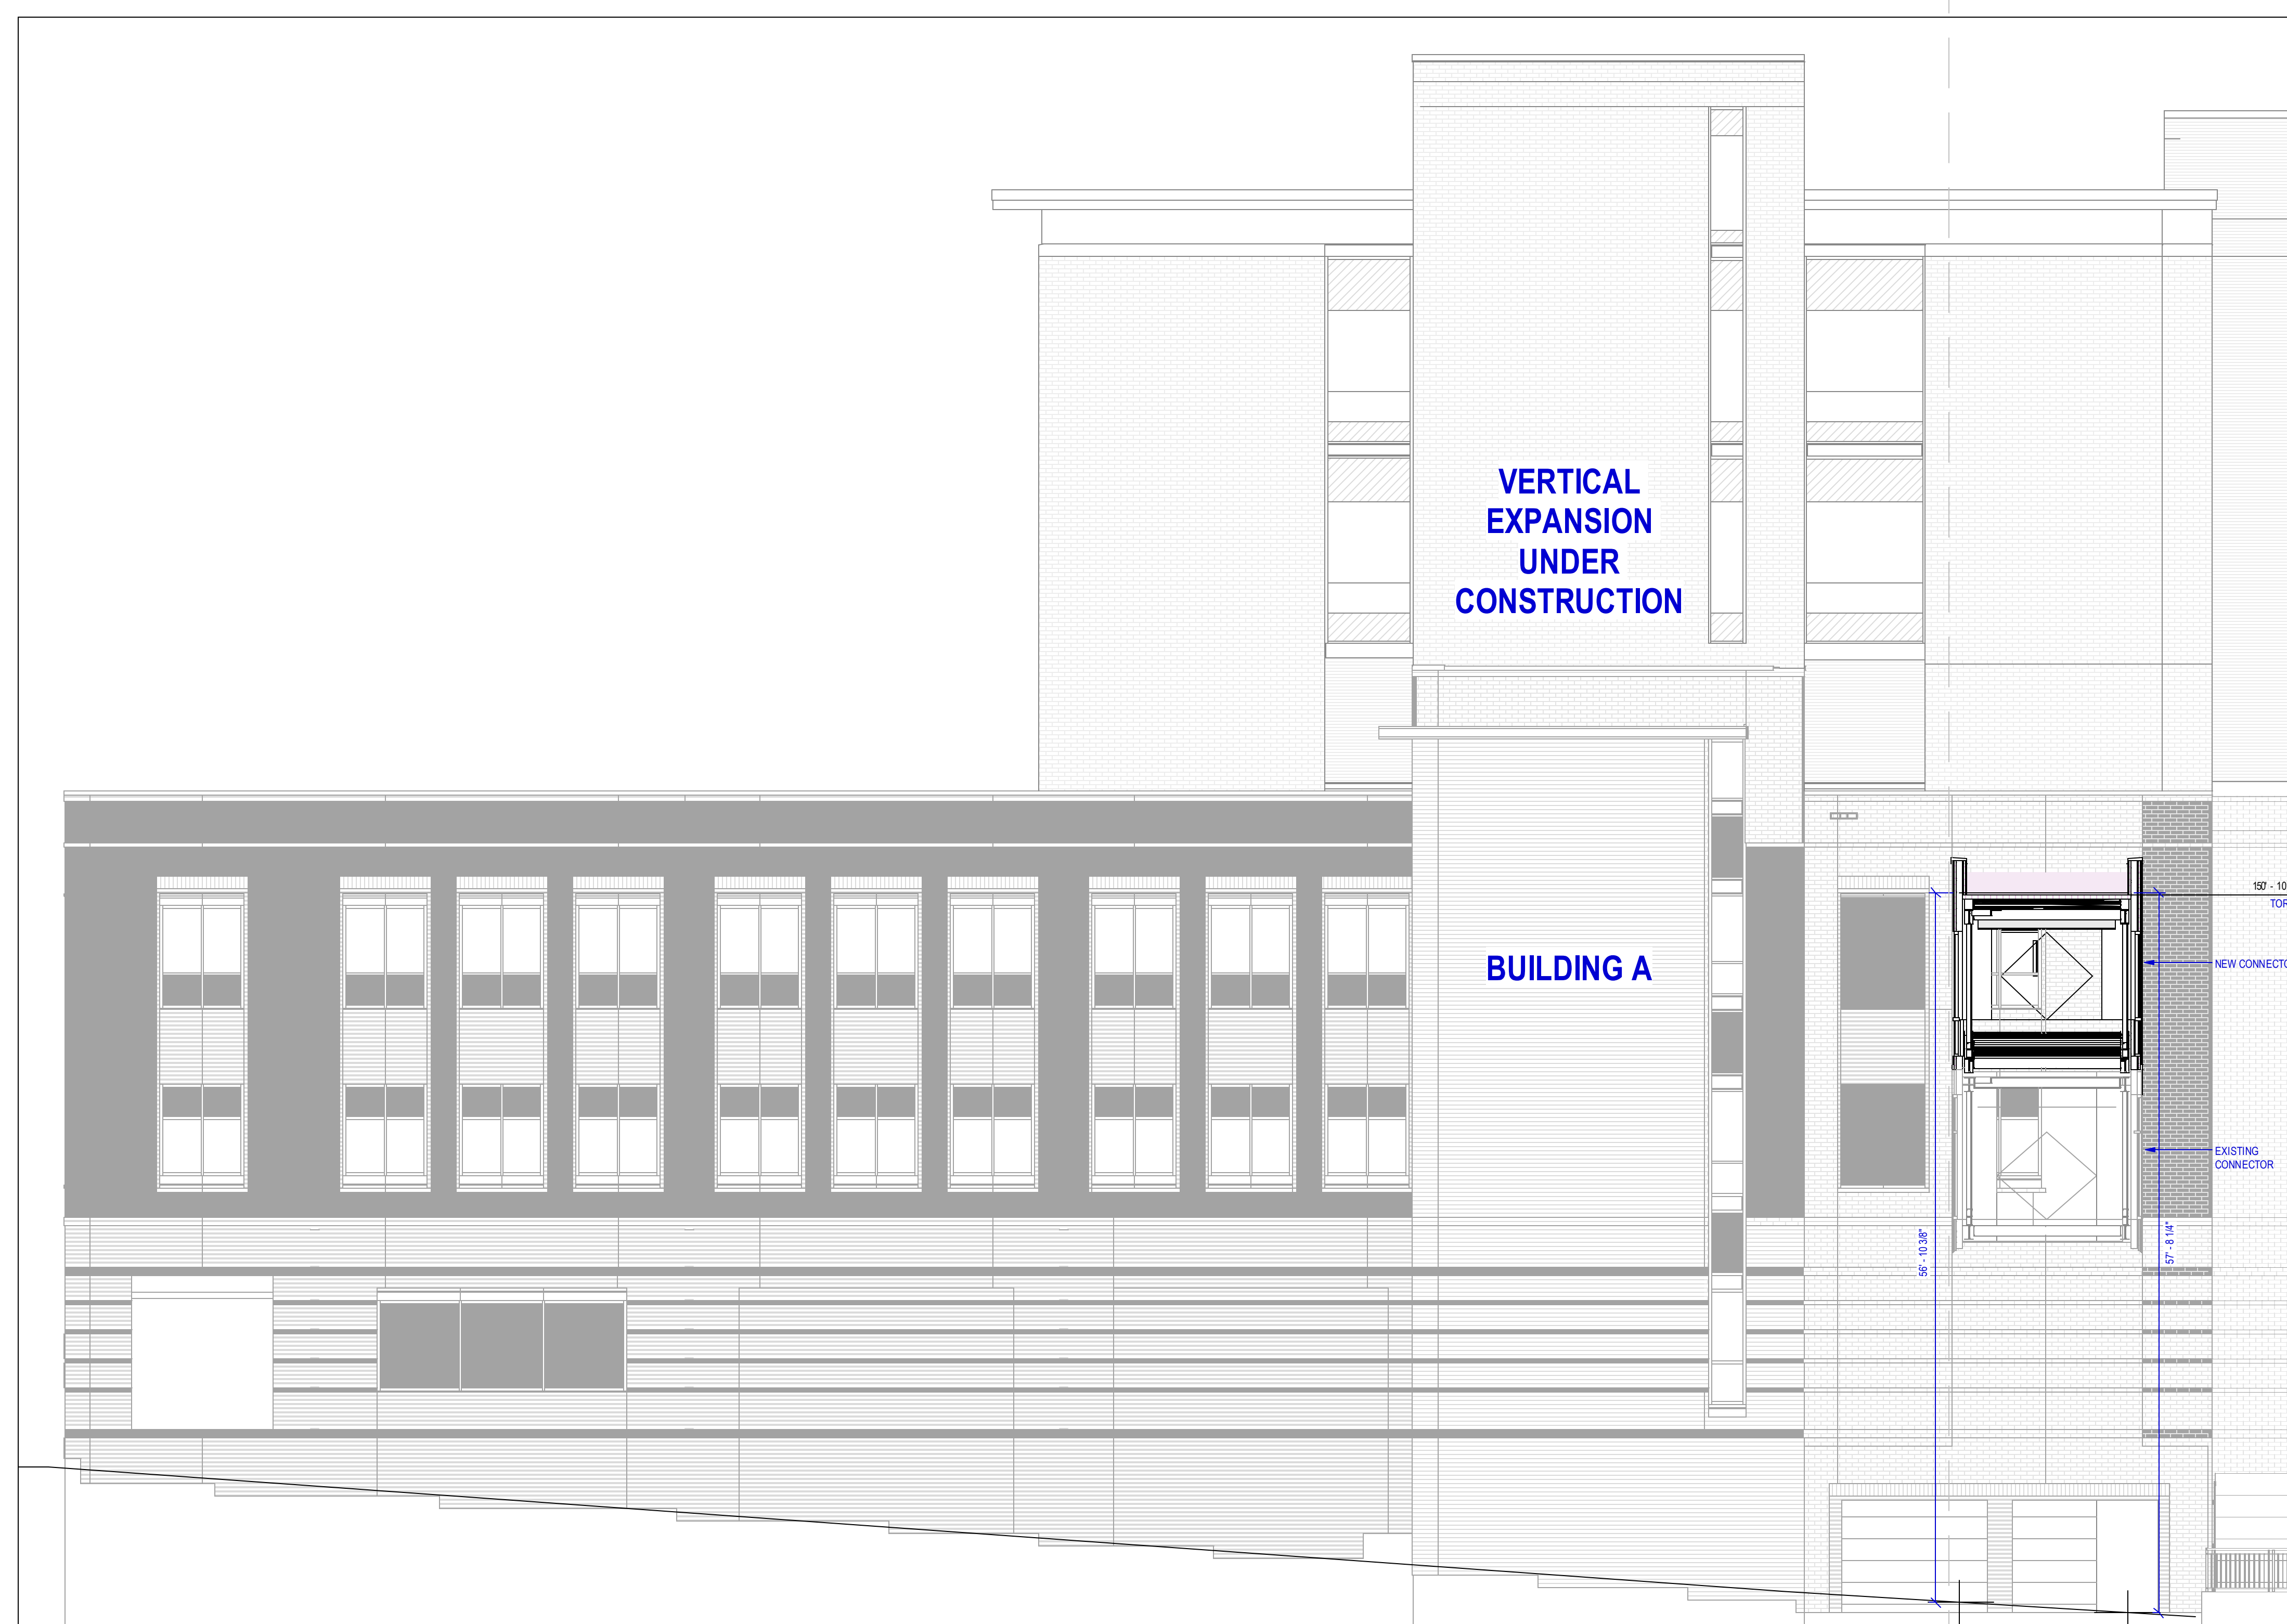 VERTICAL
EXPANSION
UNDER
CONSTRUCTION
BUILDING A
150' - 10
TOR
NEW CONNECTO
EXISTING
CONNECTOR
56' - 10 3/8"
57' - 8 1/4"